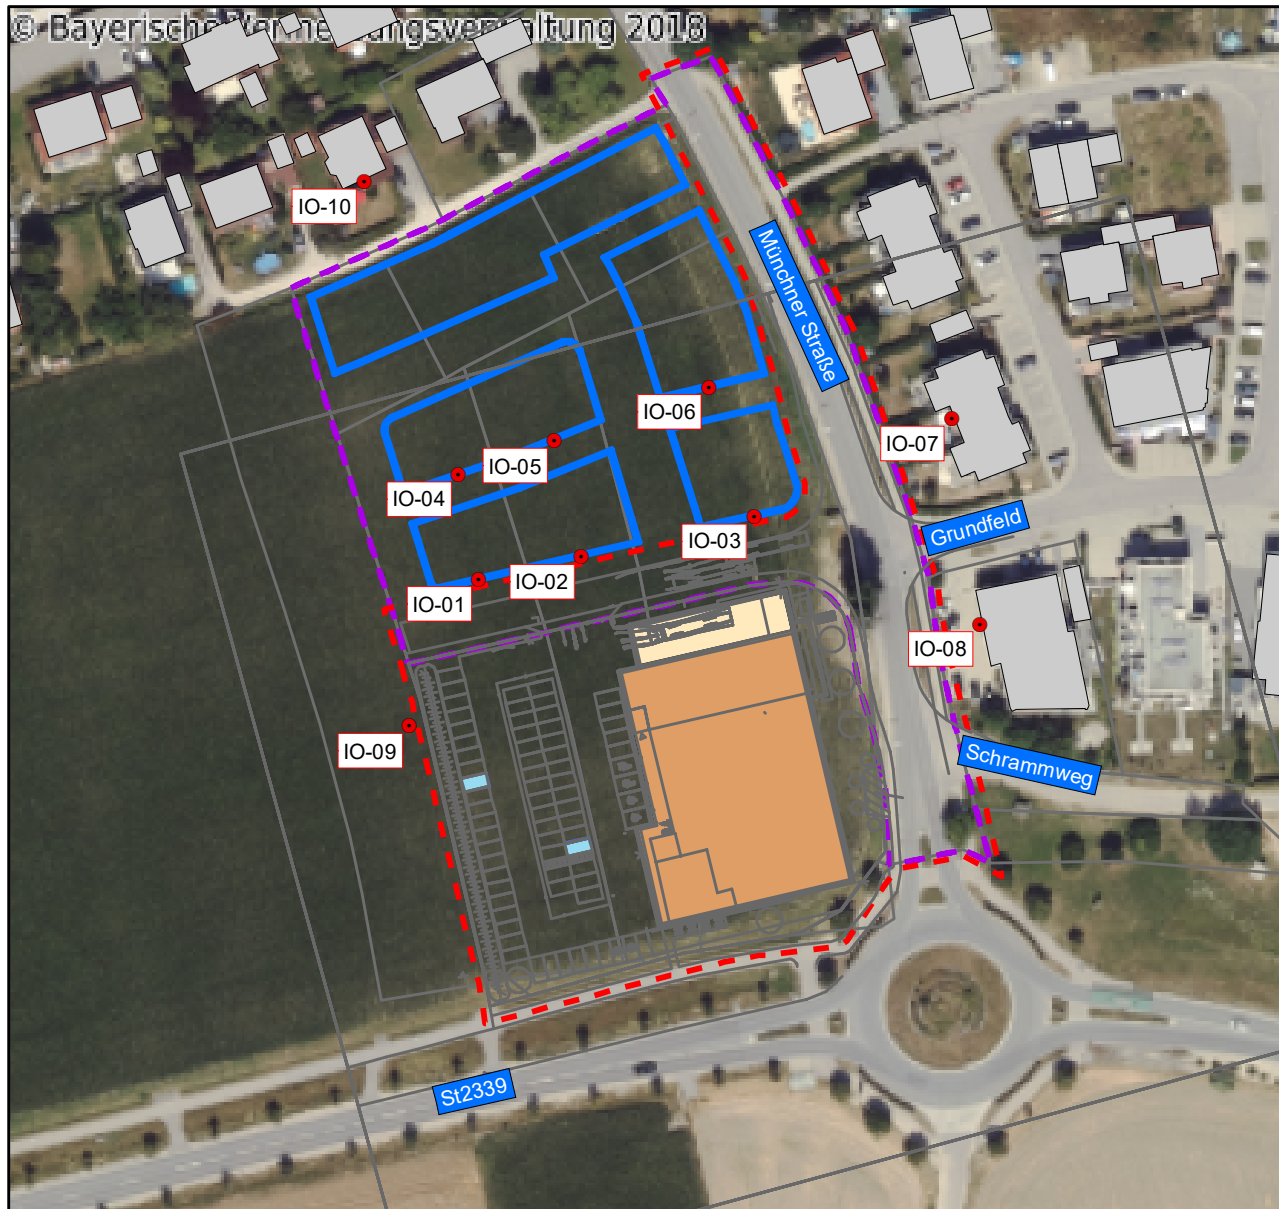 © Bayerische Vermessungsverwaltung 2018
IO-10
Münchner Straße
IO-06
IO-07
IO-05
IO-04
Grundfeld
IO-03
IO-02
IO-01
IO-08
IO-09
Schrammweg
St2339